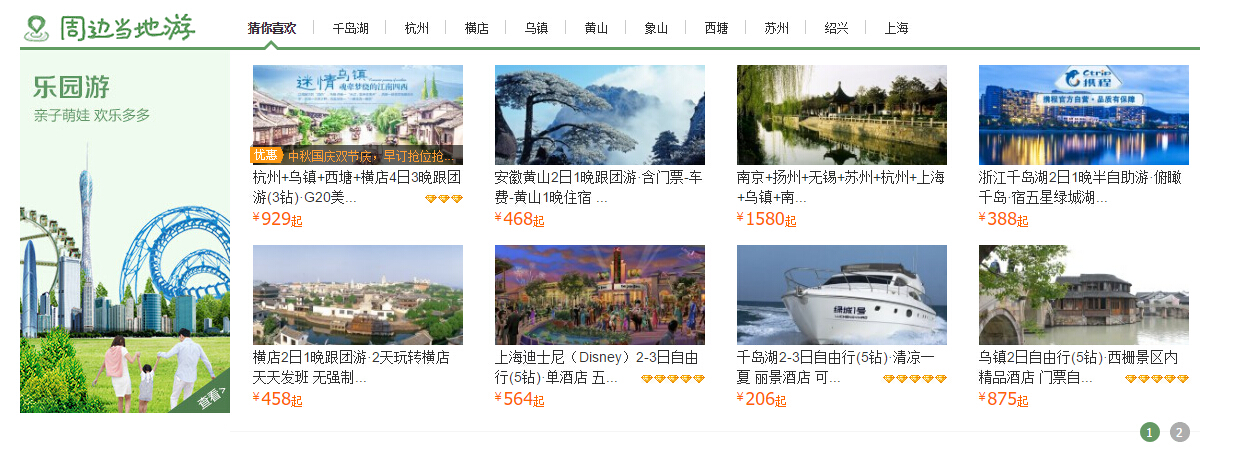 周边当地游
猜你喜欢 千岛湖 杭州 横店 乌镇 黄山 象山 西塘 苏州 绍兴 上海
乐园游
亲子萌娃 欢乐多多
查看
迷情乌镇
魂牵梦绕的江南四西
优惠 中秋国庆双节庆，早订抢位抢...
杭州+乌镇+西塘+横店4日3晚跟团
游(3钻)·G20美...
¥929起
安徽黄山2日1晚跟团游·含门票-车
费-黄山1晚住宿 ...
¥468起
南京+扬州+无锡+苏州+杭州+上海
+乌镇+南...
¥1580起
Ctrip
携程
携程官方自营·品质有保障
浙江千岛湖2日1晚半自助游·俯瞰
千岛·宿五星绿城湖...
¥388起
横店2日1晚跟团游·2天玩转横店
天天发班 无强制...
¥458起
上海迪士尼（Disney）2-3日自由
行(5钻)·单酒店 五...
¥564起
绿城1号
千岛湖2-3日自由行(5钻)·清凉一
夏 丽景酒店 可...
¥206起
乌镇2日自由行(5钻)·西栅景区内
精品酒店 门票自...
¥875起
1 2